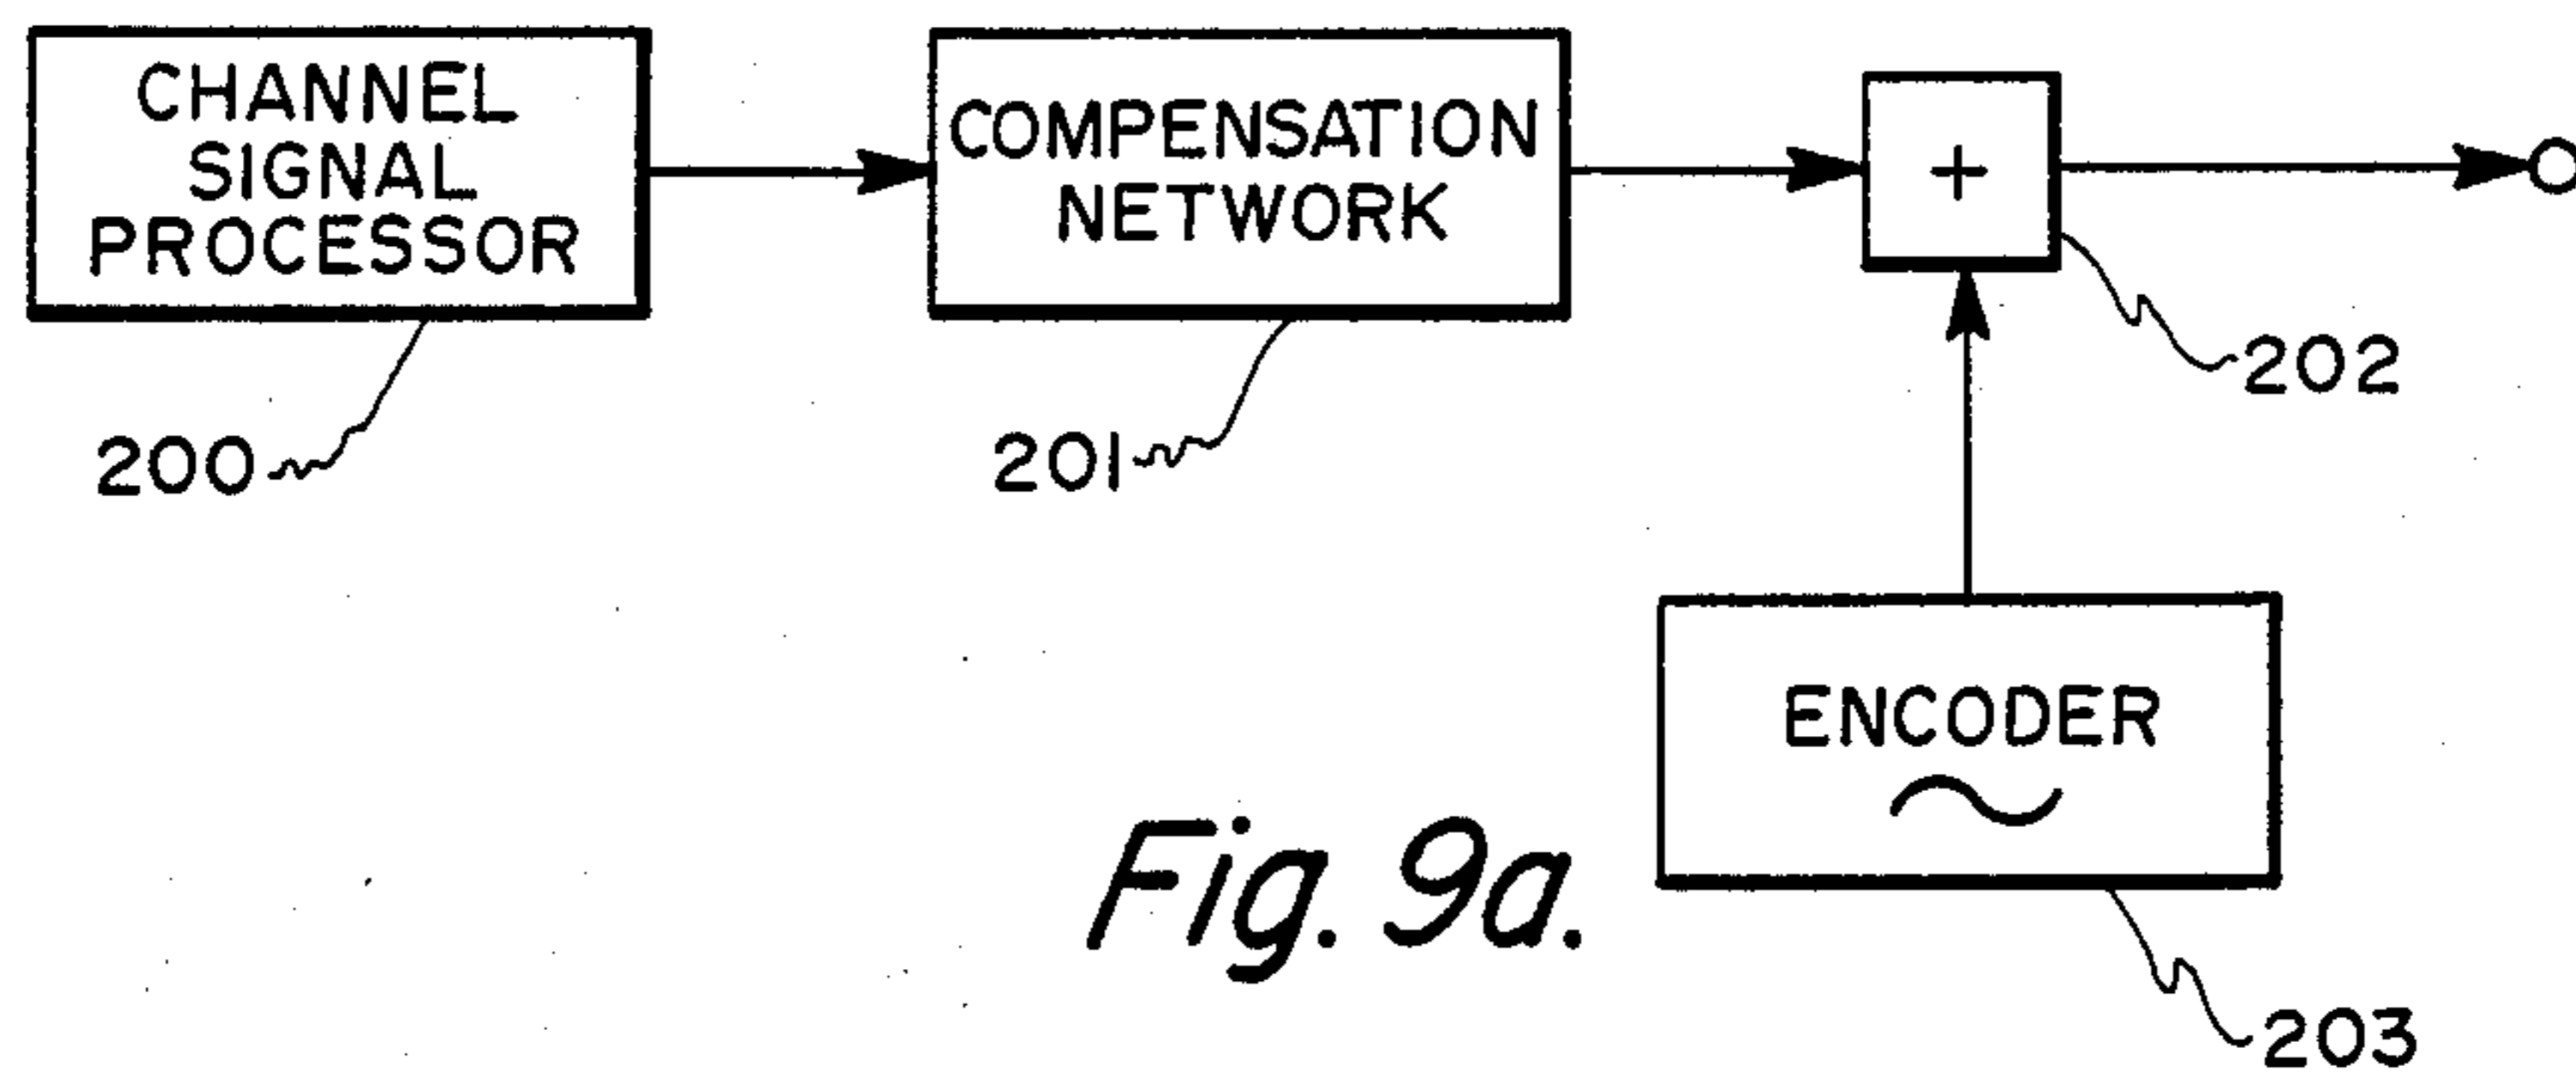 CHANNEL
SIGNAL
PROCESSOR
COMPENSATION
NETWORK
+
200
201
202
ENCODER
203
Fig. 9a.